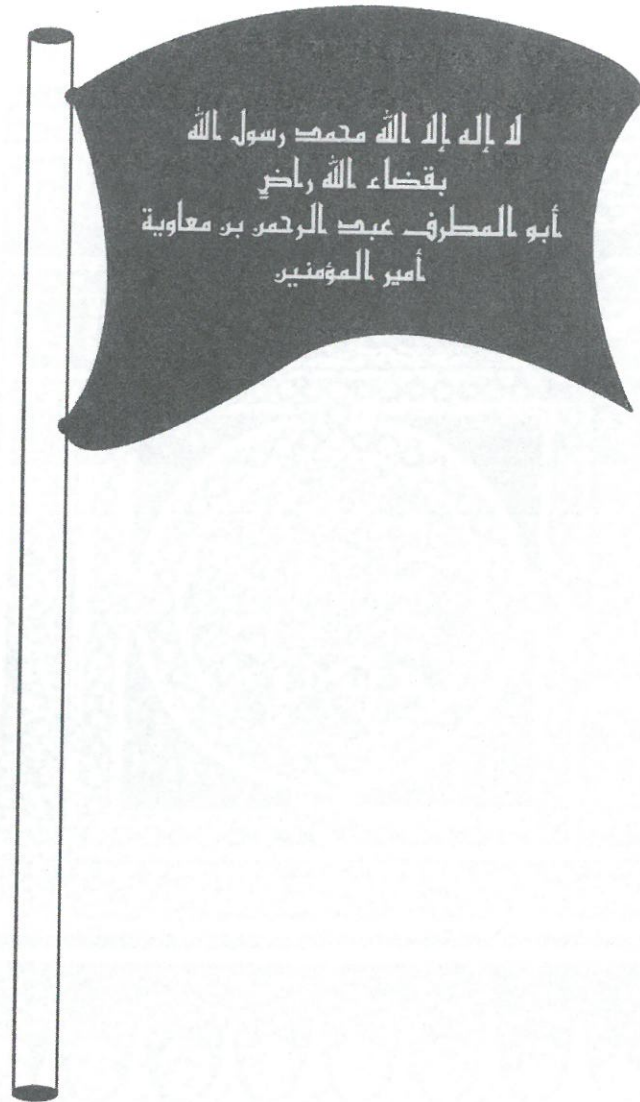 لا إله إلا الله محمد رسول الله
بقضاء الله راضٍ
أبو المطرف عبد الرحمن بن معاوية
أمير المؤمنين